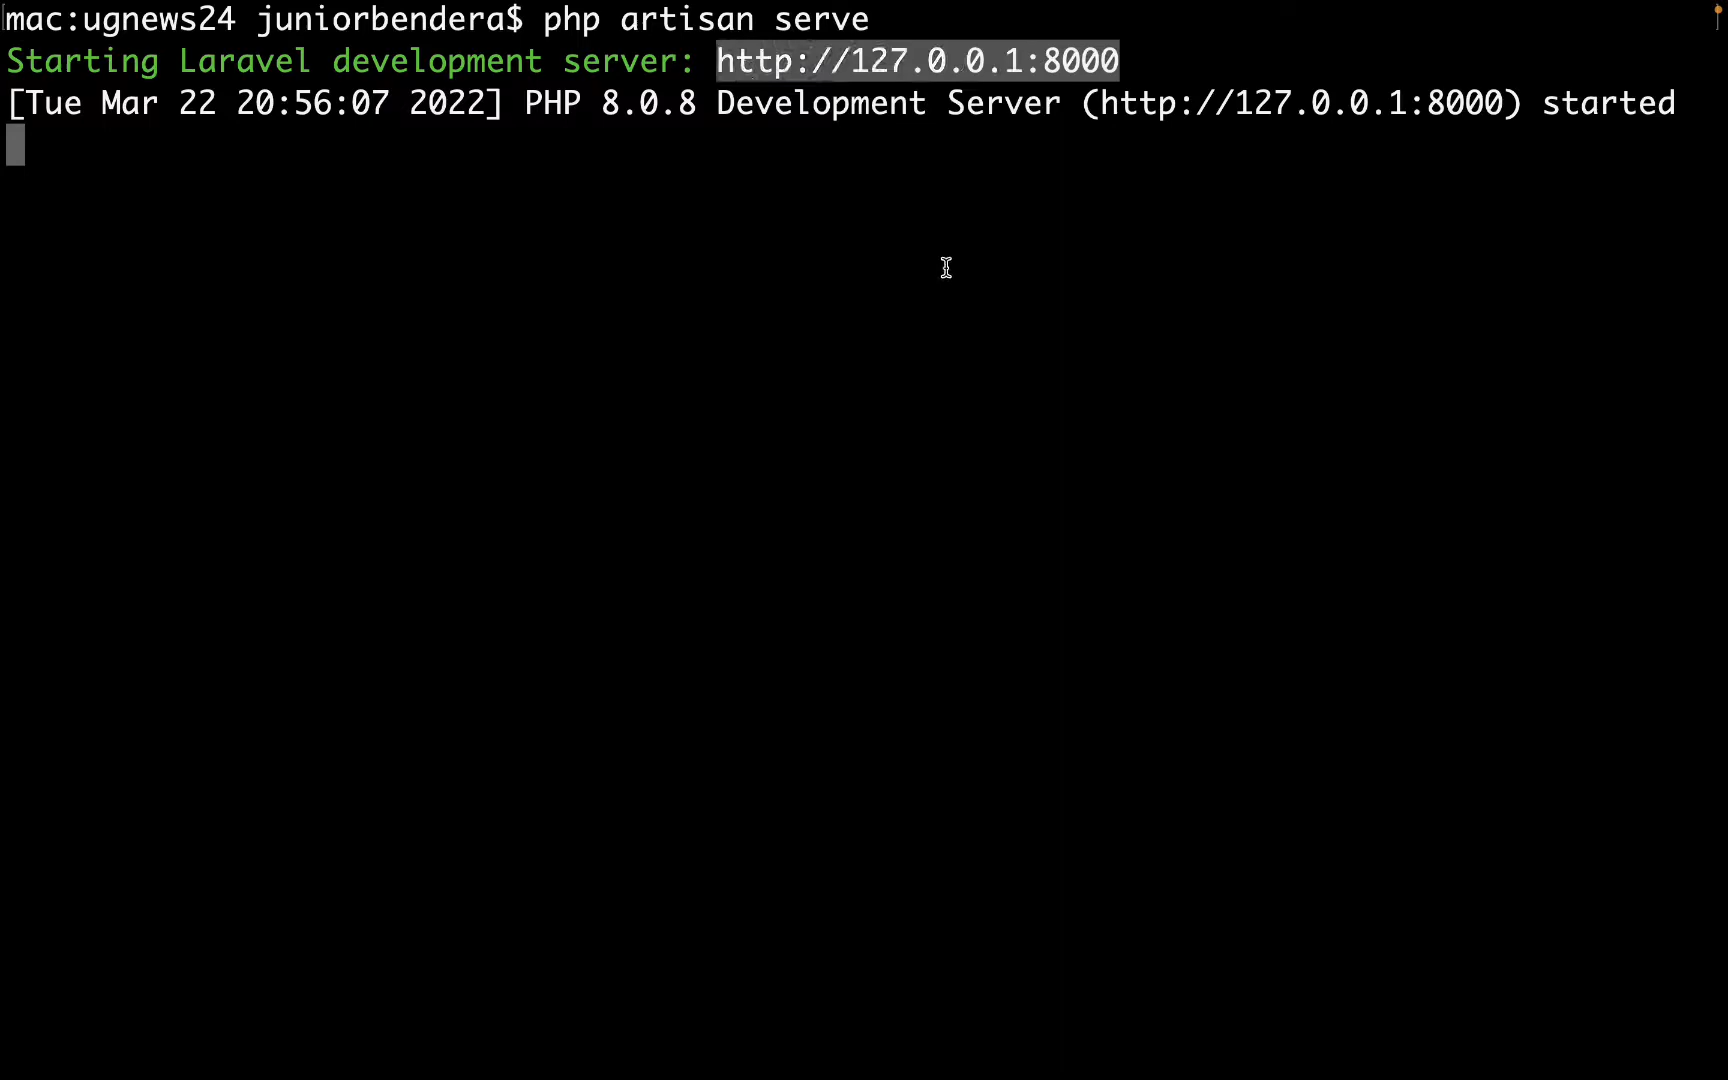 mac:ugnews24 juniorbendera$ php artisan serve
Starting Laravel development server: http://127.0.0.1:8000
[Tue Mar 22 20:56:07 2022] PHP 8.0.8 Development Server (http://127.0.0.1:8000) started